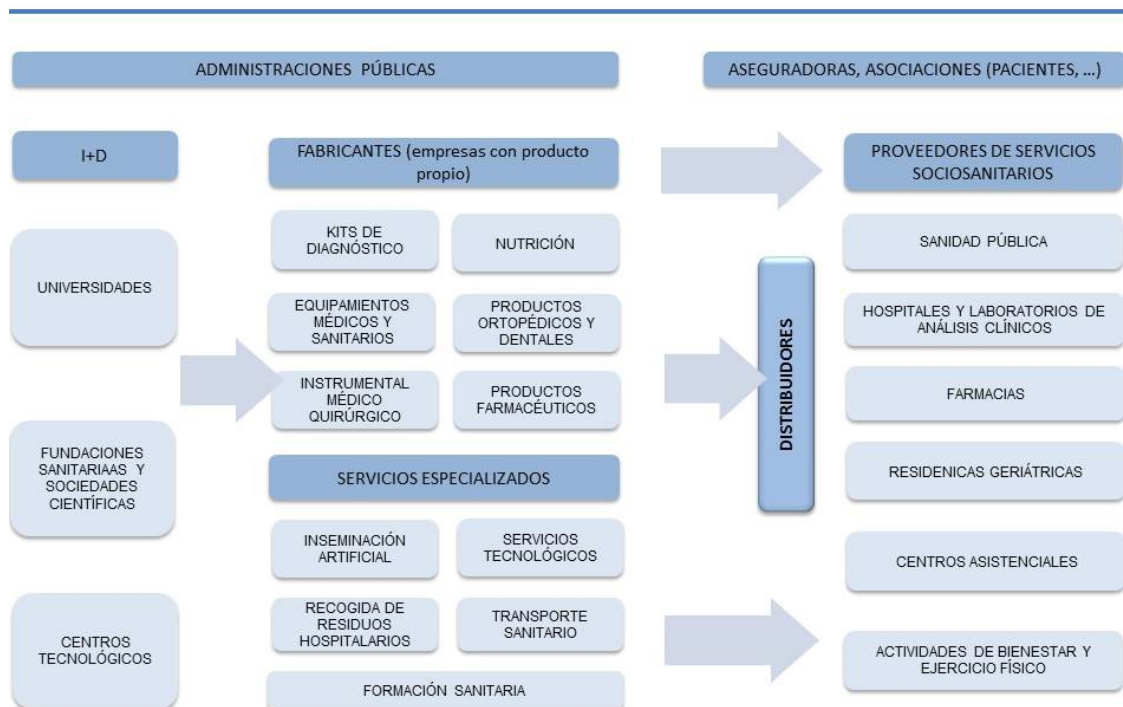 ADMINISTRACIONES PÚBLICAS
ASEGURADORAS, ASOCIACIONES (PACIENTES, ...)
I+D
UNIVERSIDADES
FUNDACIONES
SANITARIAAS Y
SOCIEDADES
CIENTÍFICAS
CENTROS
TECNOLÓGICOS
FABRICANTES (empresas con producto
propio)
KITS DE
DIAGNÓSTICO
NUTRICIÓN
EQUIPAMIENTOS
MÉDICOS Y
SANITARIOS
PRODUCTOS
ORTOPÉDICOS Y
DENTALES
INSTRUMENTAL
MÉDICO
QUIRÚRGICO
PRODUCTOS
FARMACÉUTICOS
SERVICIOS ESPECIALIZADOS
INSEMINACIÓN
ARTIFICIAL
SERVICIOS
TECNOLÓGICOS
RECOGIDA DE
RESIDUOS
HOSPITALARIOS
TRANSPORTE
SANITARIO
FORMACIÓN SANITARIA
DISTRIBUIDORES
PROVEEDORES DE SERVICIOS
SOCIOSANITARIOS
SANIDAD PÚBLICA
HOSPITALES Y LABORATORIOS DE
ANÁLISIS CLÍNICOS
FARMACIAS
RESIDENICAS GERIÁTRICAS
CENTROS ASISTENCIALES
ACTIVIDADES DE BIENESTAR Y
EJERCICIO FÍSICO